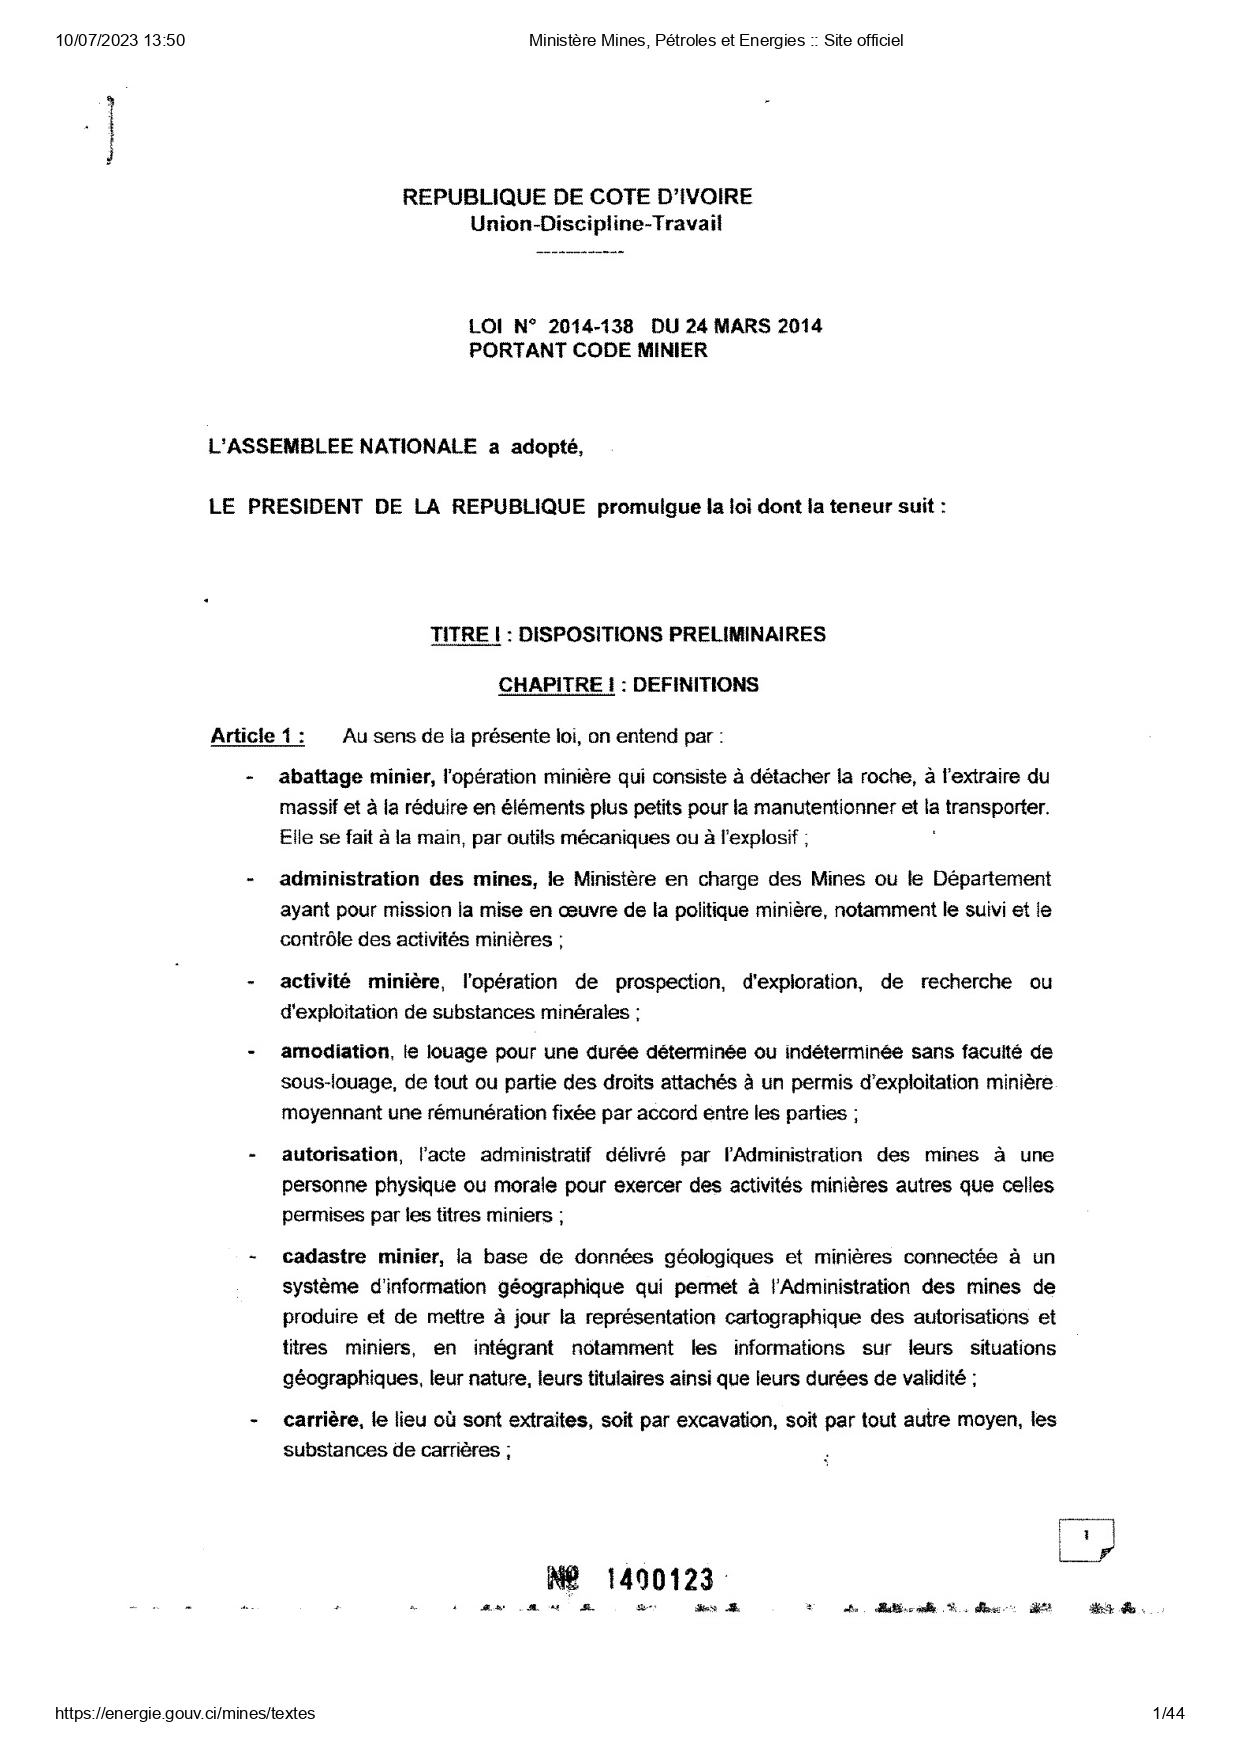 10/07/2023 13:50
Ministère Mines, Pétroles et Energies :: Site officiel
REPUBLIQUE DE COTE D'IVOIRE
Union-Discipline-Travail
------------
LOI N° 2014-138 DU 24 MARS 2014
PORTANT CODE MINIER
L'ASSEMBLEE NATIONALE a adopté,
LE PRESIDENT DE LA REPUBLIQUE promulgue la loi dont la teneur suit :
TITRE I : DISPOSITIONS PRELIMINAIRES
CHAPITRE I : DEFINITIONS
Article 1 : Au sens de la présente loi, on entend par :
- abattage minier, l'opération minière qui consiste à détacher la roche, à l'extraire du
massif et à la réduire en éléments plus petits pour la manutentionner et la transporter.
Elle se fait à la main, par outils mécaniques ou à l'explosif ;
- administration des mines, le Ministère en charge des Mines ou le Département
ayant pour mission la mise en œuvre de la politique minière, notamment le suivi et le
contrôle des activités minières ;
- activité minière, l'opération de prospection, d'exploration, de recherche ou
d'exploitation de substances minérales ;
- amodiation, le louage pour une durée déterminée ou indéterminée sans faculté de
sous-louage, de tout ou partie des droits attachés à un permis d'exploitation minière
moyennant une rémunération fixée par accord entre les parties ;
- autorisation, l'acte administratif délivré par l'Administration des mines à une
personne physique ou morale pour exercer des activités minières autres que celles
permises par les titres miniers ;
- cadastre minier, la base de données géologiques et minières connectée à un
système d'information géographique qui permet à l'Administration des mines de
produire et de mettre à jour la représentation cartographique des autorisations et
titres miniers, en intégrant notamment les informations sur leurs situations
géographiques, leur nature, leurs titulaires ainsi que leurs durées de validité ;
- carrière, le lieu où sont extraites, soit par excavation, soit par tout autre moyen, les
substances de carrières ;
1
Nº 1400123
https://energie.gouv.ci/mines/textes
1/44